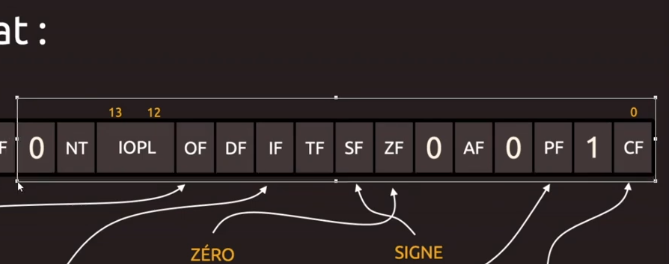 at :
13 12 0
F 0 NT IOPL OF DF IF TF SF ZF 0 AF 0 PF 1 CF
ZÉRO SIGNE